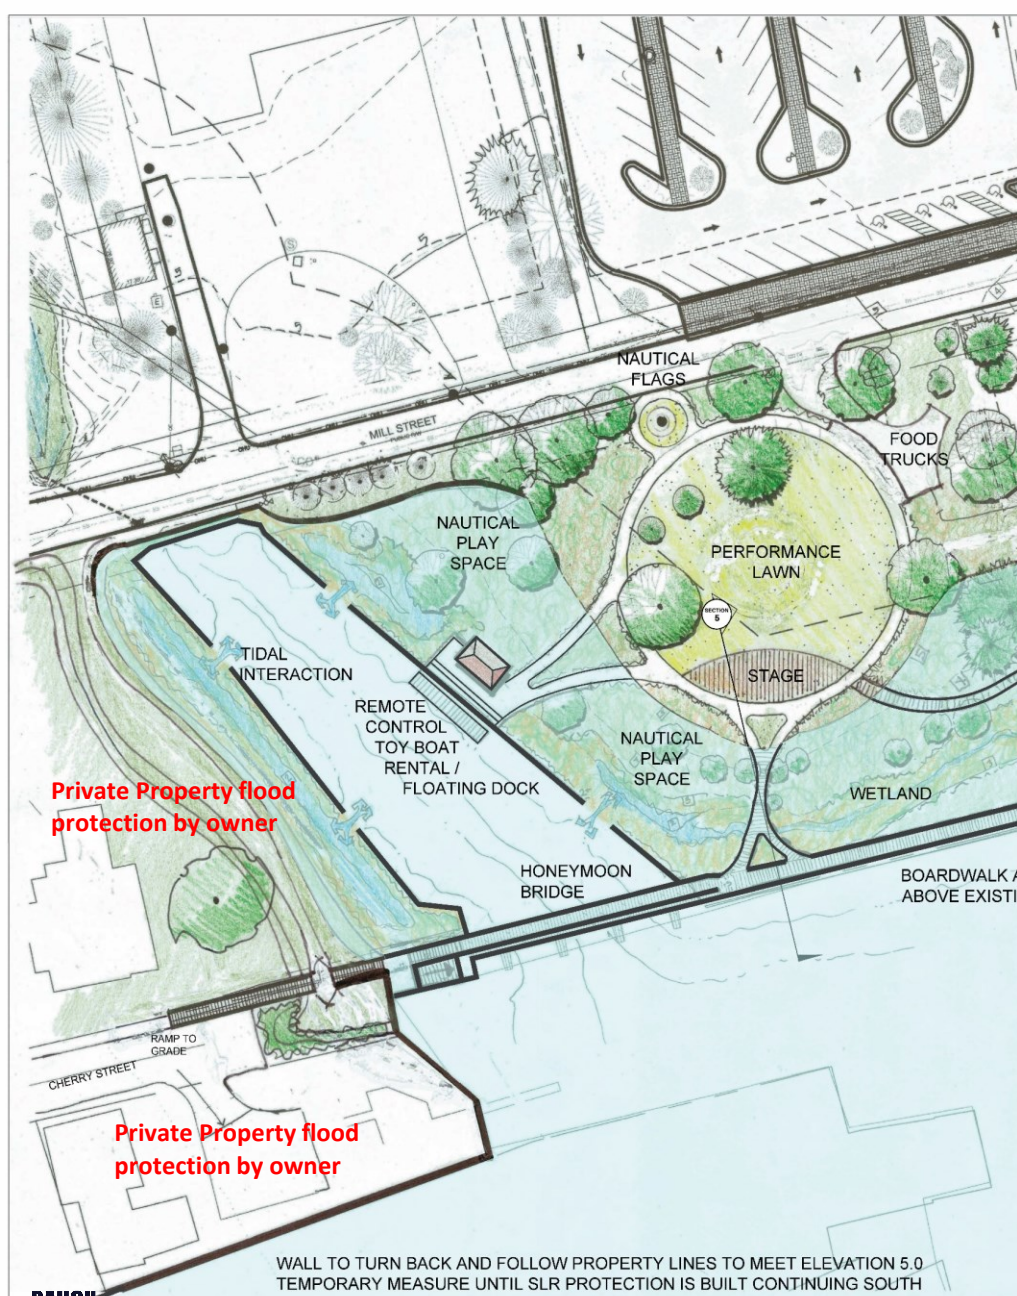 NAUTICAL
FLAGS
MILL STREET
FOOD
TRUCKS
NAUTICAL
PLAY
SPACE
PERFORMANCE
LAWN
SECTION
5
TIDAL
INTERACTION
STAGE
REMOTE
CONTROL
TOY BOAT
RENTAL /
FLOATING DOCK
NAUTICAL
PLAY
SPACE
WETLAND
Private Property flood
protection by owner
HONEYMOON
BRIDGE
BOARDWALK A
ABOVE EXISTI
RAMP TO
GRADE
CHERRY STREET
Private Property flood
protection by owner
WALL TO TURN BACK AND FOLLOW PROPERTY LINES TO MEET ELEVATION 5.0
TEMPORARY MEASURE UNTIL SLR PROTECTION IS BUILT CONTINUING SOUTH